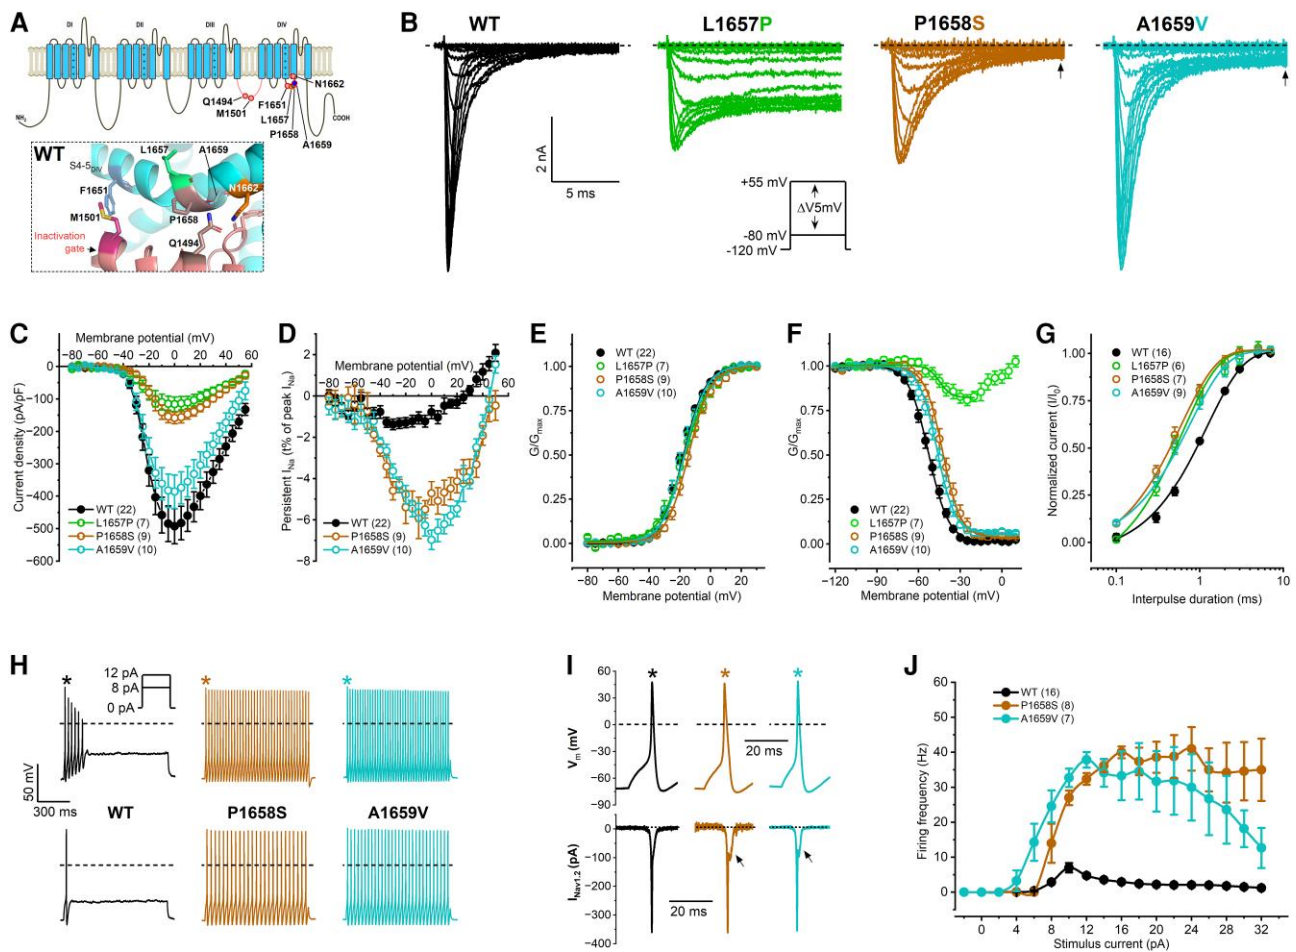 A
DI
DII
DIII
DIV
N1662
Q1494
M1501
F1651
L1657
P1658
A1659
NH2
COOH
WT
S4-5DIV
L1657
A1659
F1651
N1662
M1501
P1658
Inactivation
gate
Q1494
B
WT
L1657P
P1658S
A1659V
2 nA
5 ms
+55 mV
ΔV5mV
-80 mV
-120 mV
C
Membrane potential (mV)
−80 −60 −40 −20 0 20 40 60
0
−100
−200
−300
−400
−500
−600
Current density (pA/pF)
WT (22)
L1657P (7)
P1658S (9)
A1659V (10)
D
Membrane potential (mV)
−80 −60 −40 −20 0 20 40 60
2
0
−2
−4
−6
−8
Persistent INa (t% of peak INa)
WT (22)
P1658S (9)
A1659V (10)
E
WT (22)
L1657P (7)
P1658S (9)
A1659V (10)
G/Gmax
1.00
0.75
0.50
0.25
0.00
−80 −60 −40 −20 0 20
Membrane potential (mV)
F
G/Gmax
1.00
0.75
0.50
0.25
0.00
WT (22)
L1657P (7)
P1658S (9)
A1659V (10)
−120 −90 −60 −30 0
Membrane potential (mV)
G
WT (16)
L1657P (6)
P1658S (7)
A1659V (9)
Normalized current (I/I0)
1.00
0.75
0.50
0.25
0.00
0.1 1 10
Interpulse duration (ms)
H
*
12 pA
8 pA
0 pA
*
*
50 mV
300 ms
WT
P1658S
A1659V
I
* * *
60
30
0
−30
−60
−90
Vm (mV
20 ms
0
−100
−200
−300
−400
INav1.2 (pA)
20 ms
J
WT (16)
P1658S (8)
A1659V (7)
Firing frequency (Hz)
60
50
40
30
20
10
0
0 4 8 12 16 20 24 28 32
Stimulus current (pA)